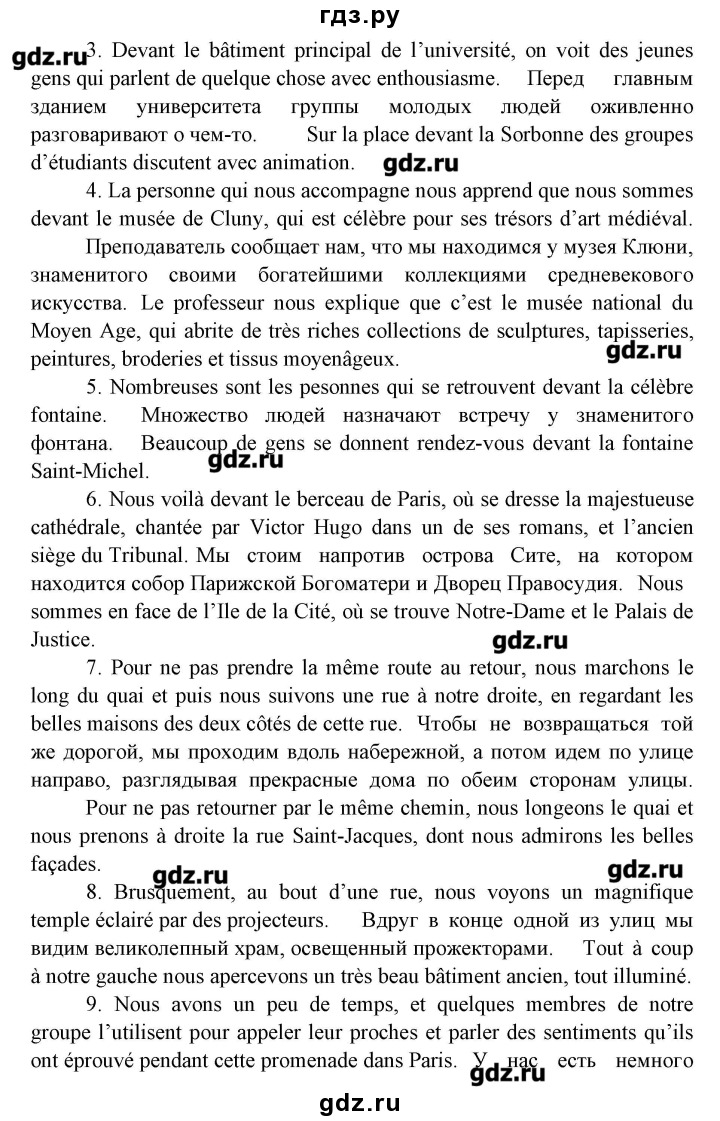 гдз.ру
gdz.ru
3. Devant le bâtiment principal de l’université, on voit des jeunes
gens qui parlent de quelque chose avec enthousiasme. Перед главным
зданием университета группы молодых людей оживленно
разговаривают о чем-то. Sur la place devant la Sorbonne des groupes
d’étudiants discutent avec animation. gdz.ru
4. La personne qui nous accompagne nous apprend que nous sommes
devant le musée de Cluny, qui est célèbre pour ses trésors d’art médiéval.
Преподаватель сообщает нам, что мы находимся у музея Клюни,
знаменитого своими богатейшими коллекциями средневекового
искусства. Le professeur nous explique que c’est le musée national du
Moyen Age, qui abrite de très riches collections de sculptures, tapisseries,
peintures, broderies et tissus moyenâgeux. gdz.ru
5. Nombreuses sont les pesonnes qui se retrouvent devant la célèbre
fontaine. Множество людей назначают встречу у знаменитого
фонтана. Beaucoup de gens se donnent rendez-vous devant la fontaine
Saint-Michel. gdz.ru
6. Nous voilà devant le berceau de Paris, où se dresse la majestueuse
cathédrale, chantée par Victor Hugo dans un de ses romans, et l’ancien
siège du Tribunal. Мы стоим напротив острова Сите, на котором
находится собор Парижской Богоматери и Дворец Правосудия. Nous
sommes en face de l’Ile de la Cité, où se trouve Notre-Dame et le Palais de
Justice. gdz.ru
7. Pour ne pas prendre la même route au retour, nous marchons le
long du quai et puis nous suivons une rue à notre droite, en regardant les
belles maisons des deux côtés de cette rue. Чтобы не возвращаться той
же дорогой, мы проходим вдоль набережной, а потом идем по улице
направо, разглядывая прекрасные дома по обеим сторонам улицы.
Pour ne pas retourner par le même chemin, nous longeons le quai et
nous prenons à droite la rue Saint-Jacques, dont nous admirons les belles
façades. gdz.ru gdz.ru
8. Brusquement, au bout d’une rue, nous voyons un magnifique
temple éclairé par des projecteurs. Вдруг в конце одной из улиц мы
видим великолепный храм, освещенный прожекторами. Tout à coup
à notre gauche nous apercevons un très beau bâtiment ancien, tout illuminé.
9. Nous avons un peu de temps, et quelques membres de notre
groupe l’utilisent pour appeler leur proches et parler des sentiments qu’ils
ont éprouvé pendant cette promenade dans Paris. У нас есть немного
gdz.ru
gdz.ru